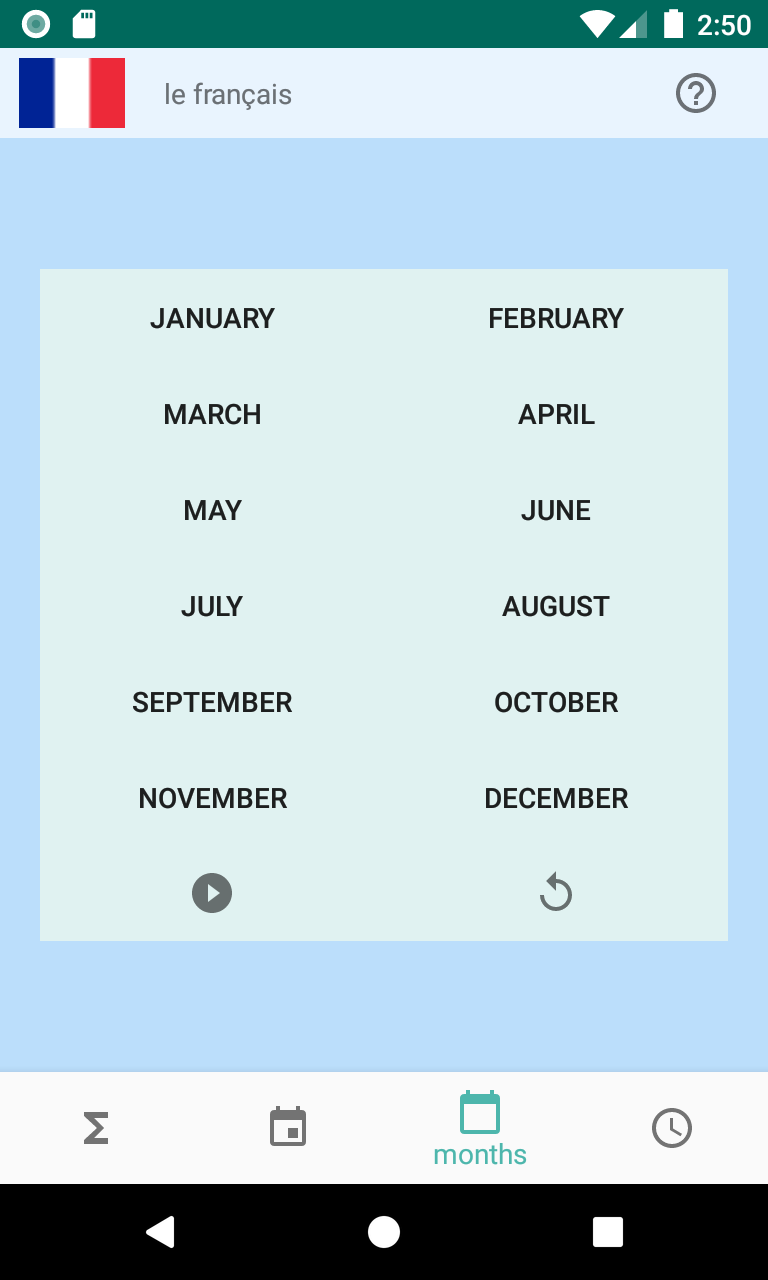 2:50
le français
JANUARY FEBRUARY
MARCH APRIL
MAY JUNE
JULY AUGUST
SEPTEMBER OCTOBER
NOVEMBER DECEMBER
months